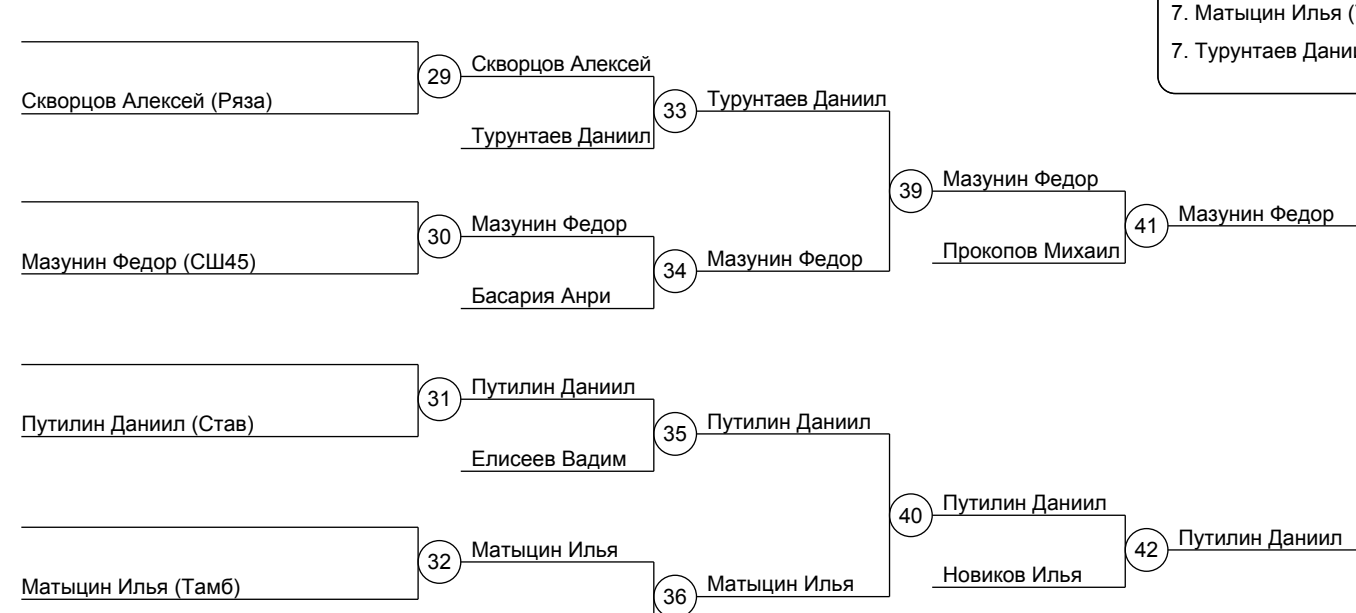 7. Матыцин Илья (
7. Турунтаев Дани
Скворцов Алексей (Ряза)
29
Скворцов Алексей
Турунтаев Даниил
33
Турунтаев Даниил
Мазунин Федор (СШ45)
30
Мазунин Федор
Басария Анри
34
Мазунин Федор
39
Мазунин Федор
Прокопов Михаил
41
Мазунин Федор
Путилин Даниил (Став)
31
Путилин Даниил
Елисеев Вадим
35
Путилин Даниил
Матыцин Илья (Тамб)
32
Матыцин Илья
36
Матыцин Илья
40
Путилин Даниил
Новиков Илья
42
Путилин Даниил